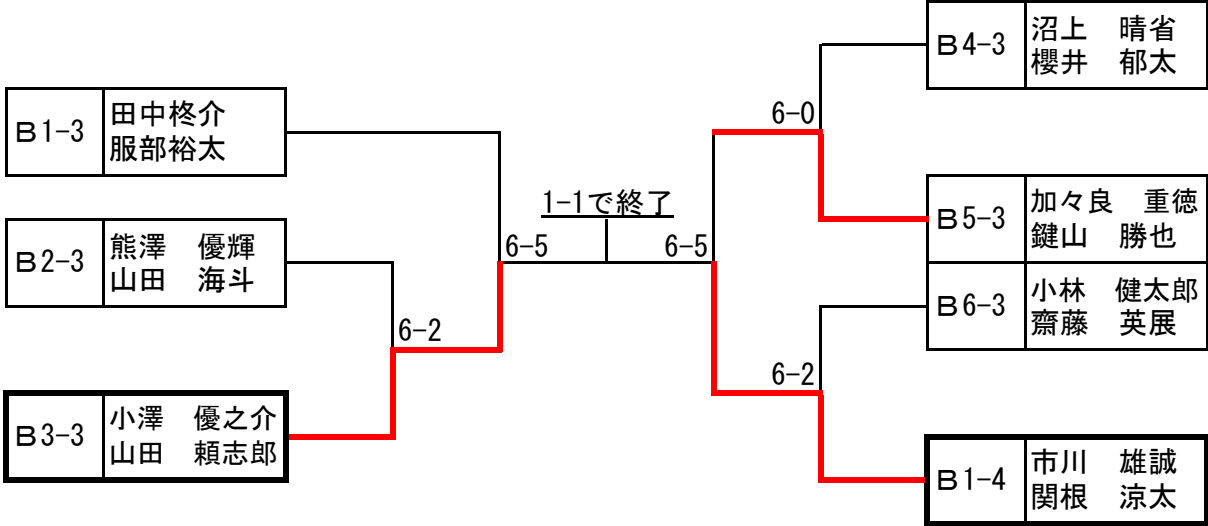 B1-3
田中柊介
服部裕太
B2-3
熊澤　優輝
山田　海斗
B3-3
小澤　優之介
山田　頼志郎
6-2
6-5
1-1で終了
6-5
6-0
6-2
B4-3
沼上　晴省
櫻井　郁太
B5-3
加々良　重徳
鍵山　勝也
B6-3
小林　健太郎
齋藤　英展
B1-4
市川　雄誠
関根　涼太